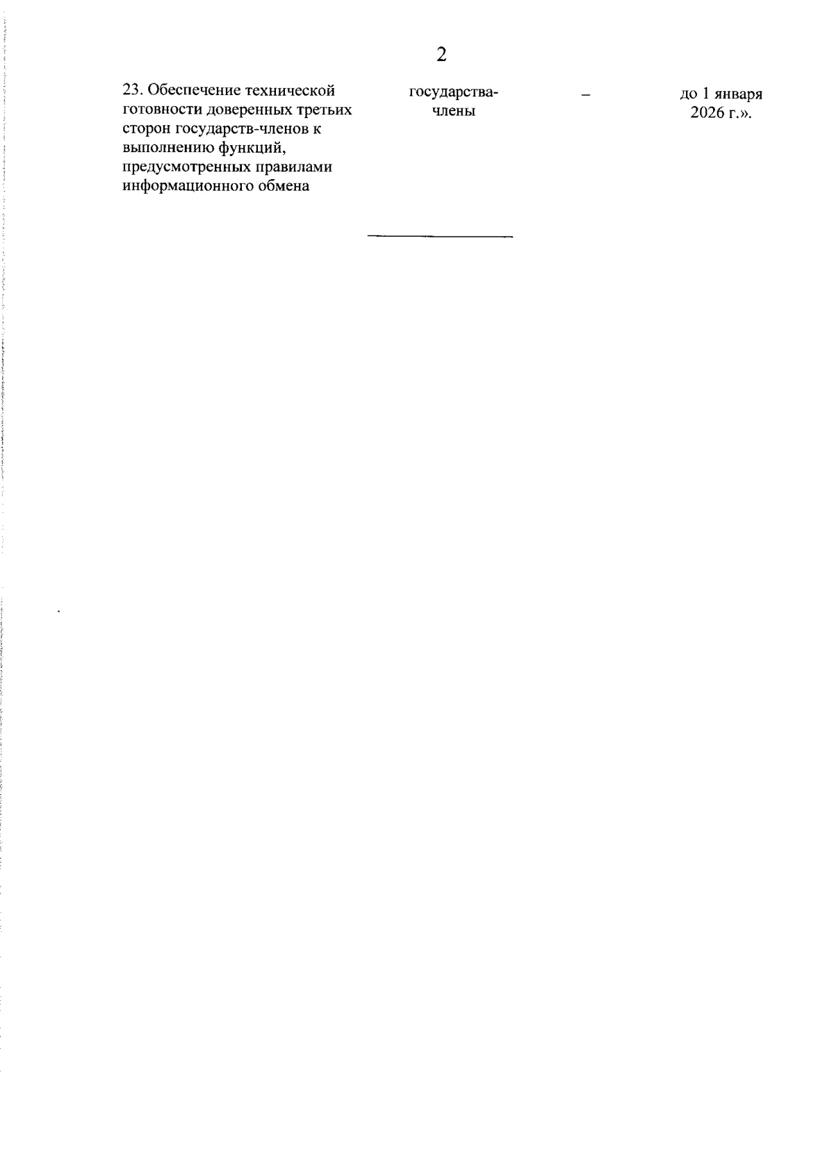 2
23. Обеспечение технической
готовности доверенных третьих
сторон государств-членов к
выполнению функций,
предусмотренных правилами
информационного обмена
государства-
члены
–
до 1 января
2026 г.».